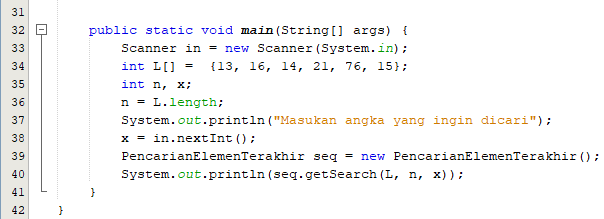 31
32 public static void main(String[] args) {
33 Scanner in = new Scanner(System.in);
34 int L[] = {13, 16, 14, 21, 76, 15};
35 int n, x;
36 n = L.length;
37 System.out.println("Masukan angka yang ingin dicari");
38 x = in.nextInt();
39 PencarianElemenTerakhir seq = new PencarianElemenTerakhir();
40 System.out.println(seq.getSearch(L, n, x));
41 }
42 }